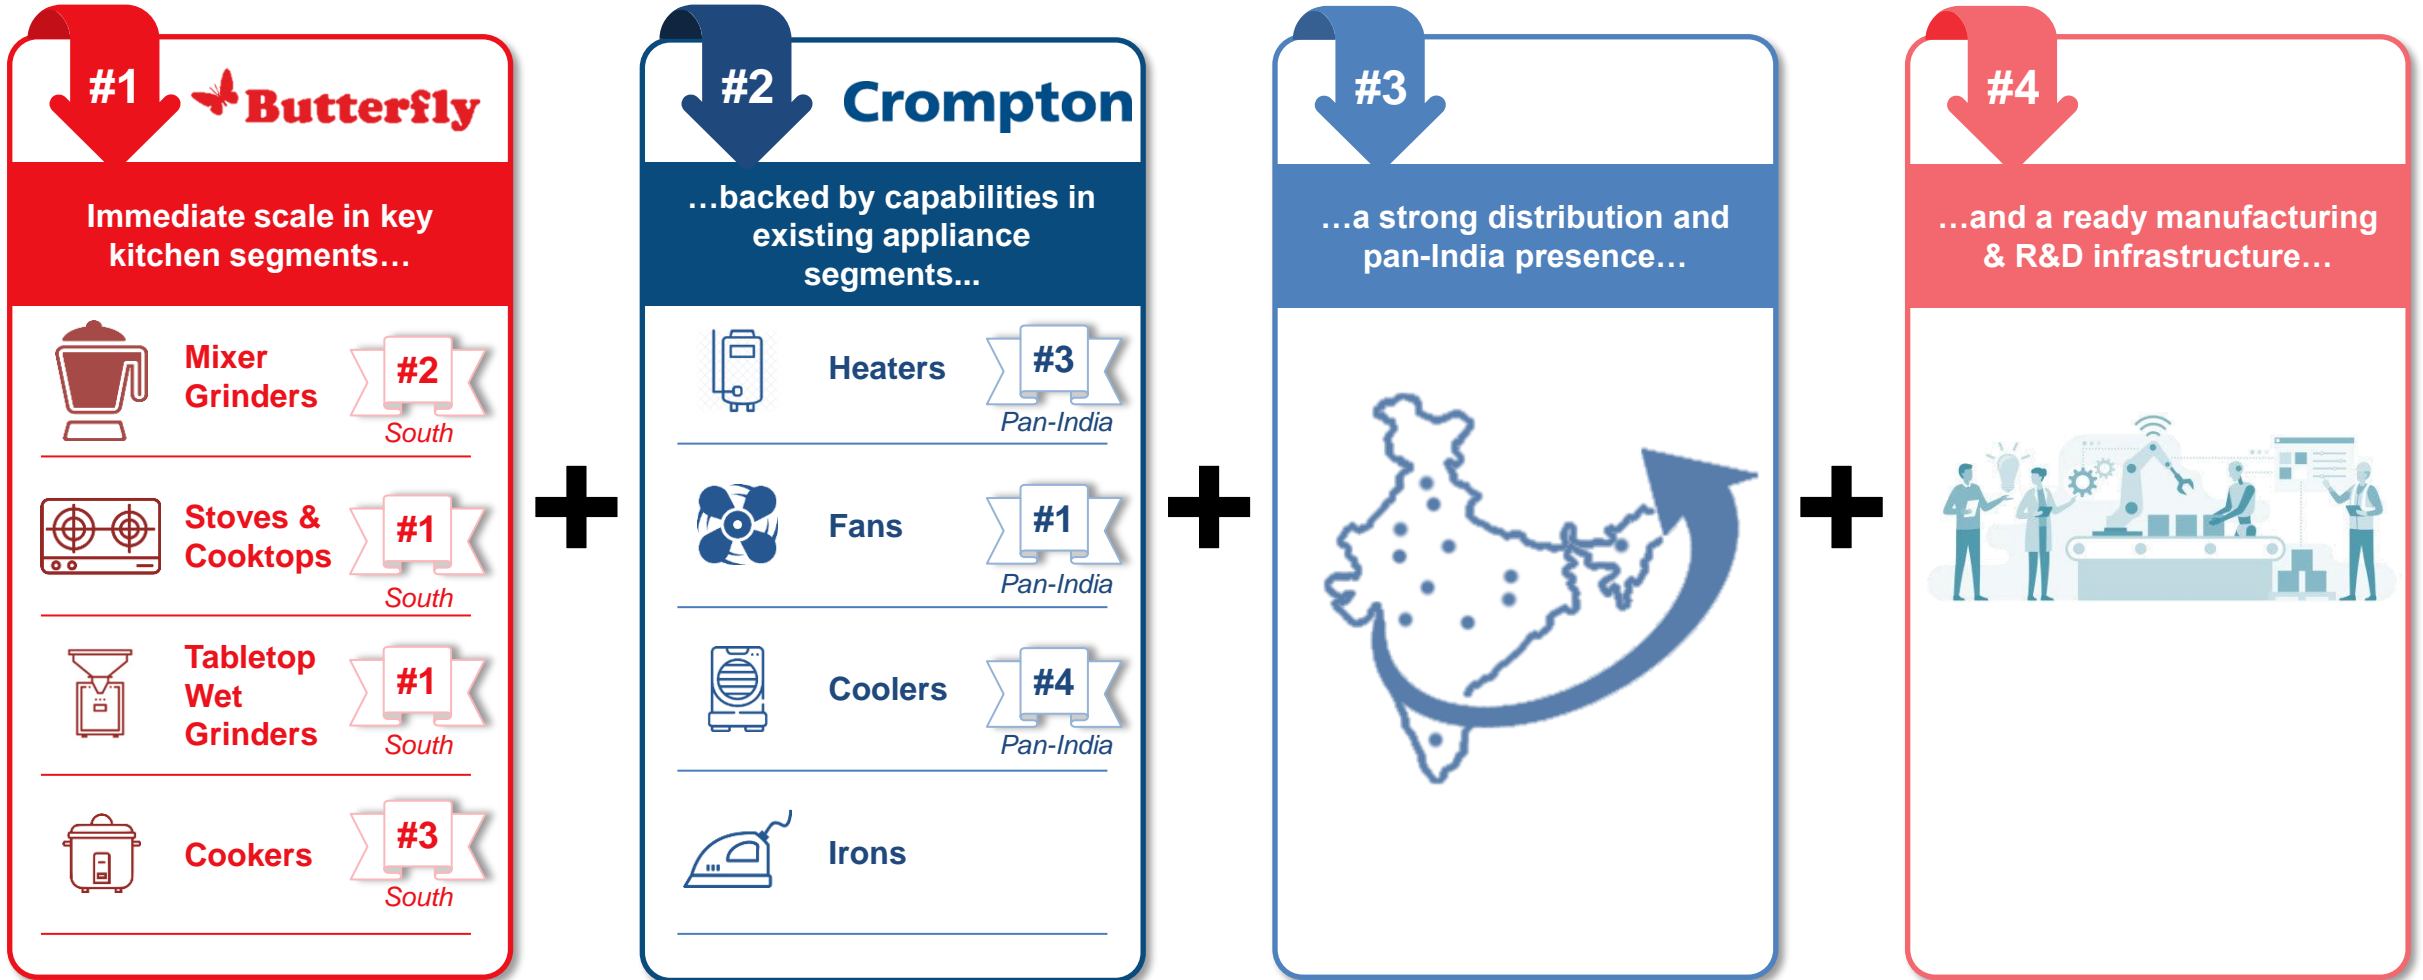 #1
Butterfly
Immediate scale in key
kitchen segments…
Mixer
Grinders
#2
South
Stoves &
Cooktops
#1
South
Tabletop
Wet
Grinders
#1
South
Cookers
#3
South
#2
Crompton
…backed by capabilities in
existing appliance
segments...
Heaters
#3
Pan-India
Fans
#1
Pan-India
Coolers
#4
Pan-India
Irons
#3
…a strong distribution and
pan-India presence…
#4
…and a ready manufacturing
& R&D infrastructure…